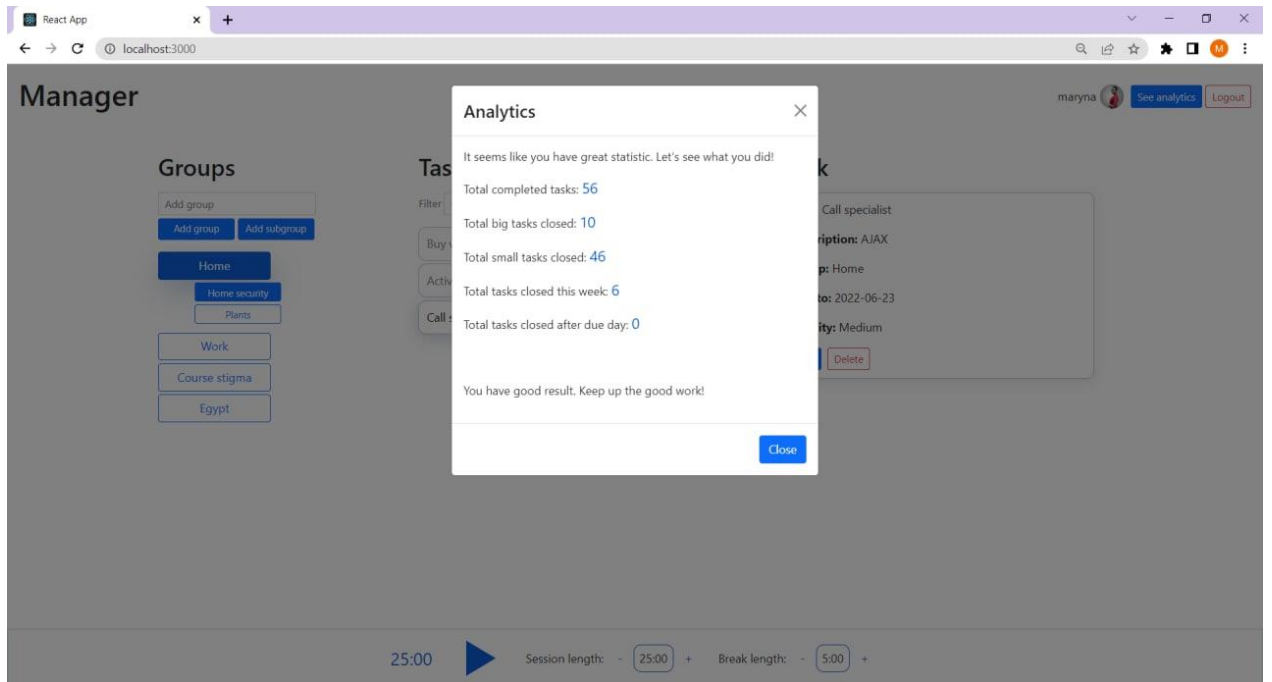 React App
localhost:3000
M
Manager
maryna
See analytics
Logout
Groups
Add group
Add group Add subgroup
Home
Home security
Plants
Work
Course stigma
Egypt
Tas
Filter
Buy
Activ
Call
Analytics
It seems like you have great statistic. Let's see what you did!
Total completed tasks: 56
Total big tasks closed: 10
Total small tasks closed: 46
Total tasks closed this week: 6
Total tasks closed after due day: 0
You have good result. Keep up the good work!
Close
k
Call specialist
ription: AJAX
p: Home
to: 2022-06-23
ity: Medium
Delete
25:00
Session length: - 25:00 +
Break length: - 5:00 +